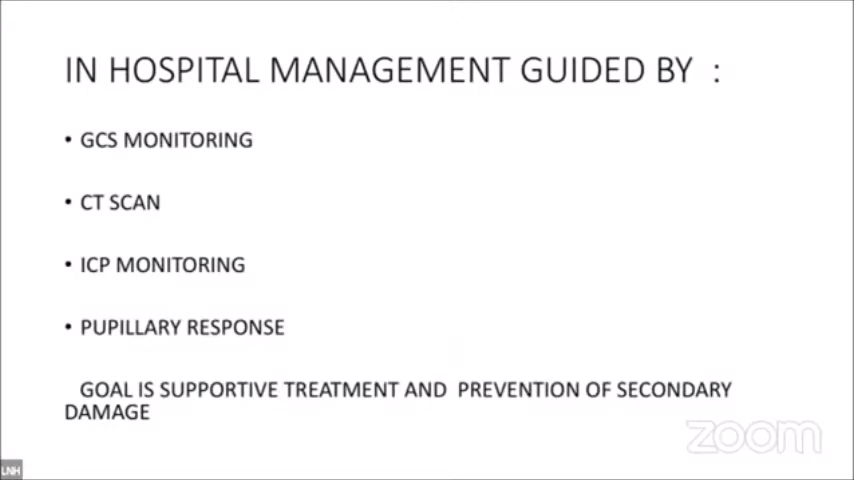 IN HOSPITAL MANAGEMENT GUIDED BY :
• GCS MONITORING
• CT SCAN
• ICP MONITORING
• PUPILLARY RESPONSE
GOAL IS SUPPORTIVE TREATMENT AND PREVENTION OF SECONDARY
DAMAGE
zoom
LNH